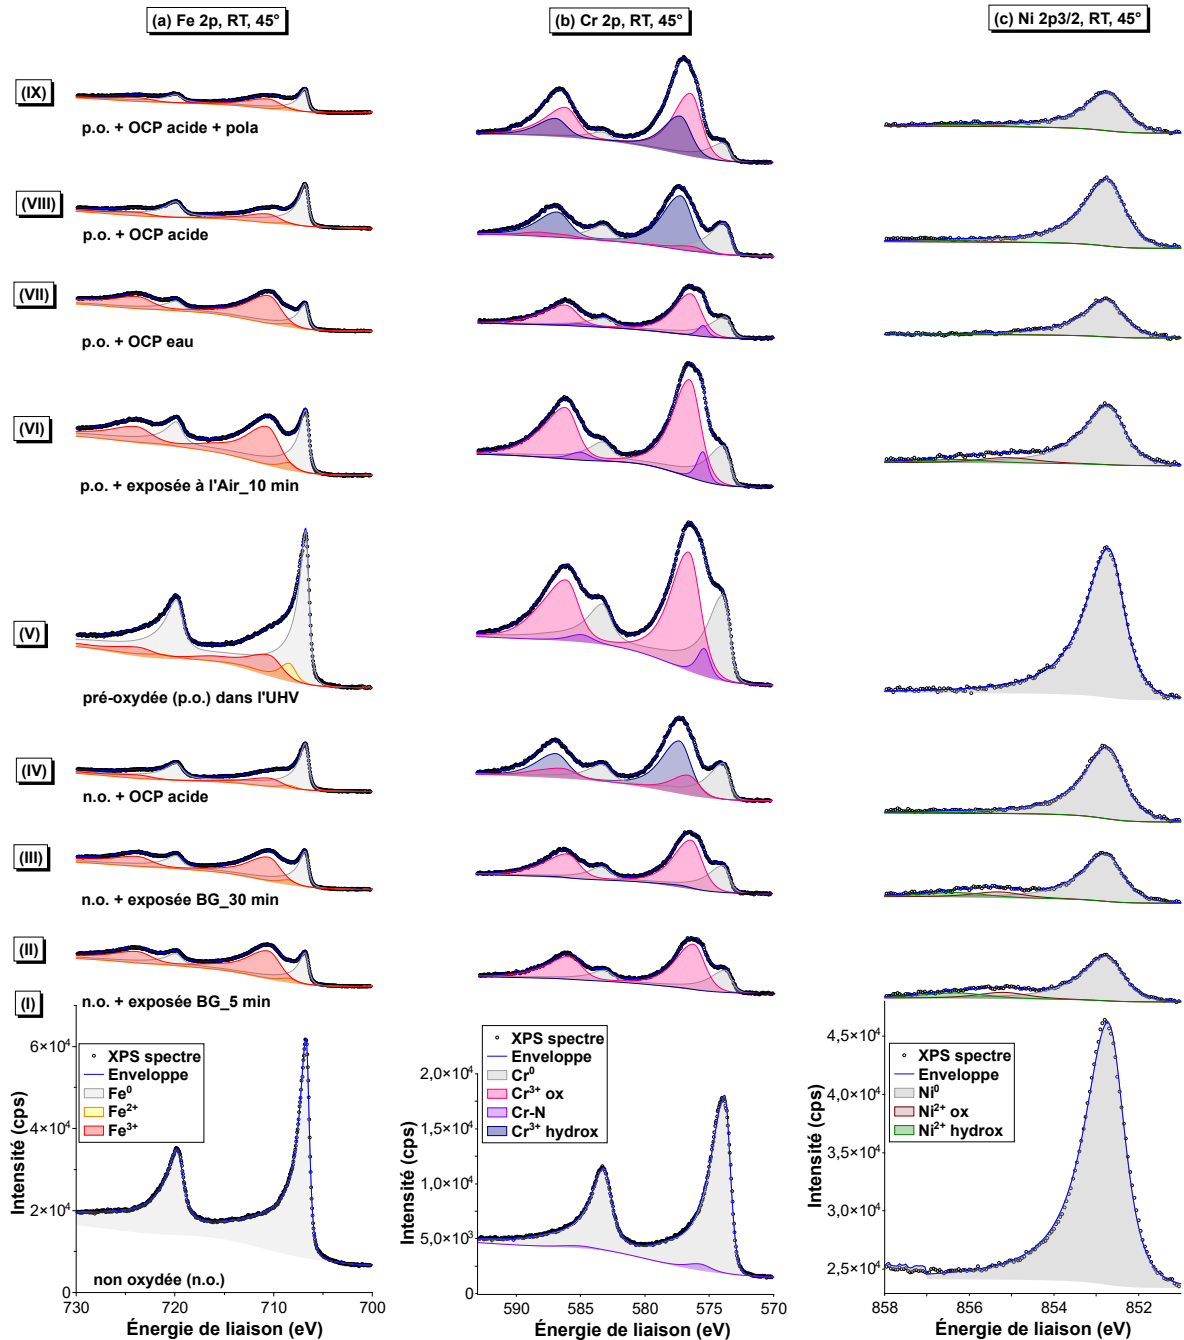 (a) Fe 2p, RT, 45°
(b) Cr 2p, RT, 45°
(c) Ni 2p3/2, RT, 45°
(IX)
p.o. + OCP acide + pola
(VIII)
p.o. + OCP acide
(VII)
p.o. + OCP eau
(VI)
p.o. + exposée à l'Air_10 min
(V)
pré-oxydée (p.o.) dans l'UHV
(IV)
n.o. + OCP acide
(III)
n.o. + exposée BG_30 min
(II)
n.o. + exposée BG_5 min
(I)
6×10⁴
4×10⁴
2×10⁴
0
Intensité (cps)
XPS spectre
Enveloppe
Fe⁰
Fe²⁺
Fe³⁺
non oxydée (n.o.)
730 720 710 700
Énergie de liaison (eV)
2,0×10⁴
1,5×10⁴
1,0×10⁴
5,0×10³
0,0
Intensité (cps)
XPS spectre
Enveloppe
Cr⁰
Cr³⁺ ox
Cr-N
Cr³⁺ hydrox
590 585 580 575 570
Énergie de liaison (eV)
4,5×10⁴
4,0×10⁴
3,5×10⁴
3,0×10⁴
2,5×10⁴
Intensité (cps)
XPS spectre
Enveloppe
Ni⁰
Ni²⁺ ox
Ni²⁺ hydrox
858 856 854 852
Énergie de liaison (eV)